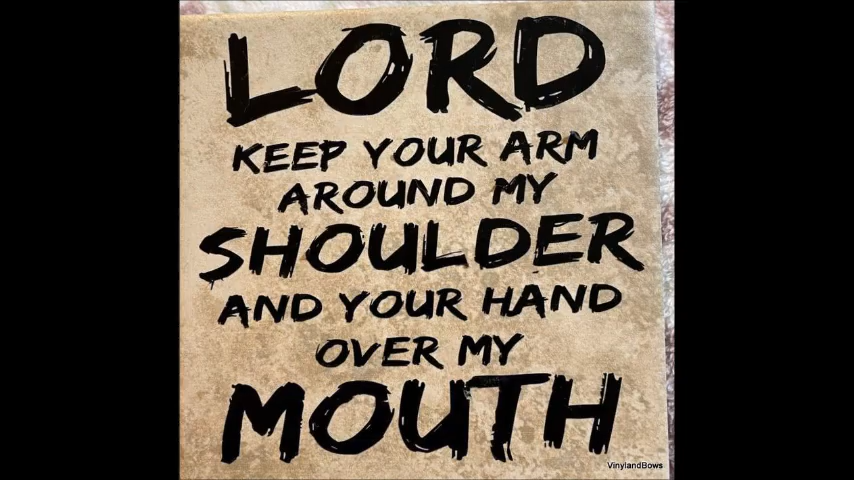 LORD
KEEP YOUR ARM
AROUND MY
SHOULDER
AND YOUR HAND
OVER MY
MOUTH
VinylandBows